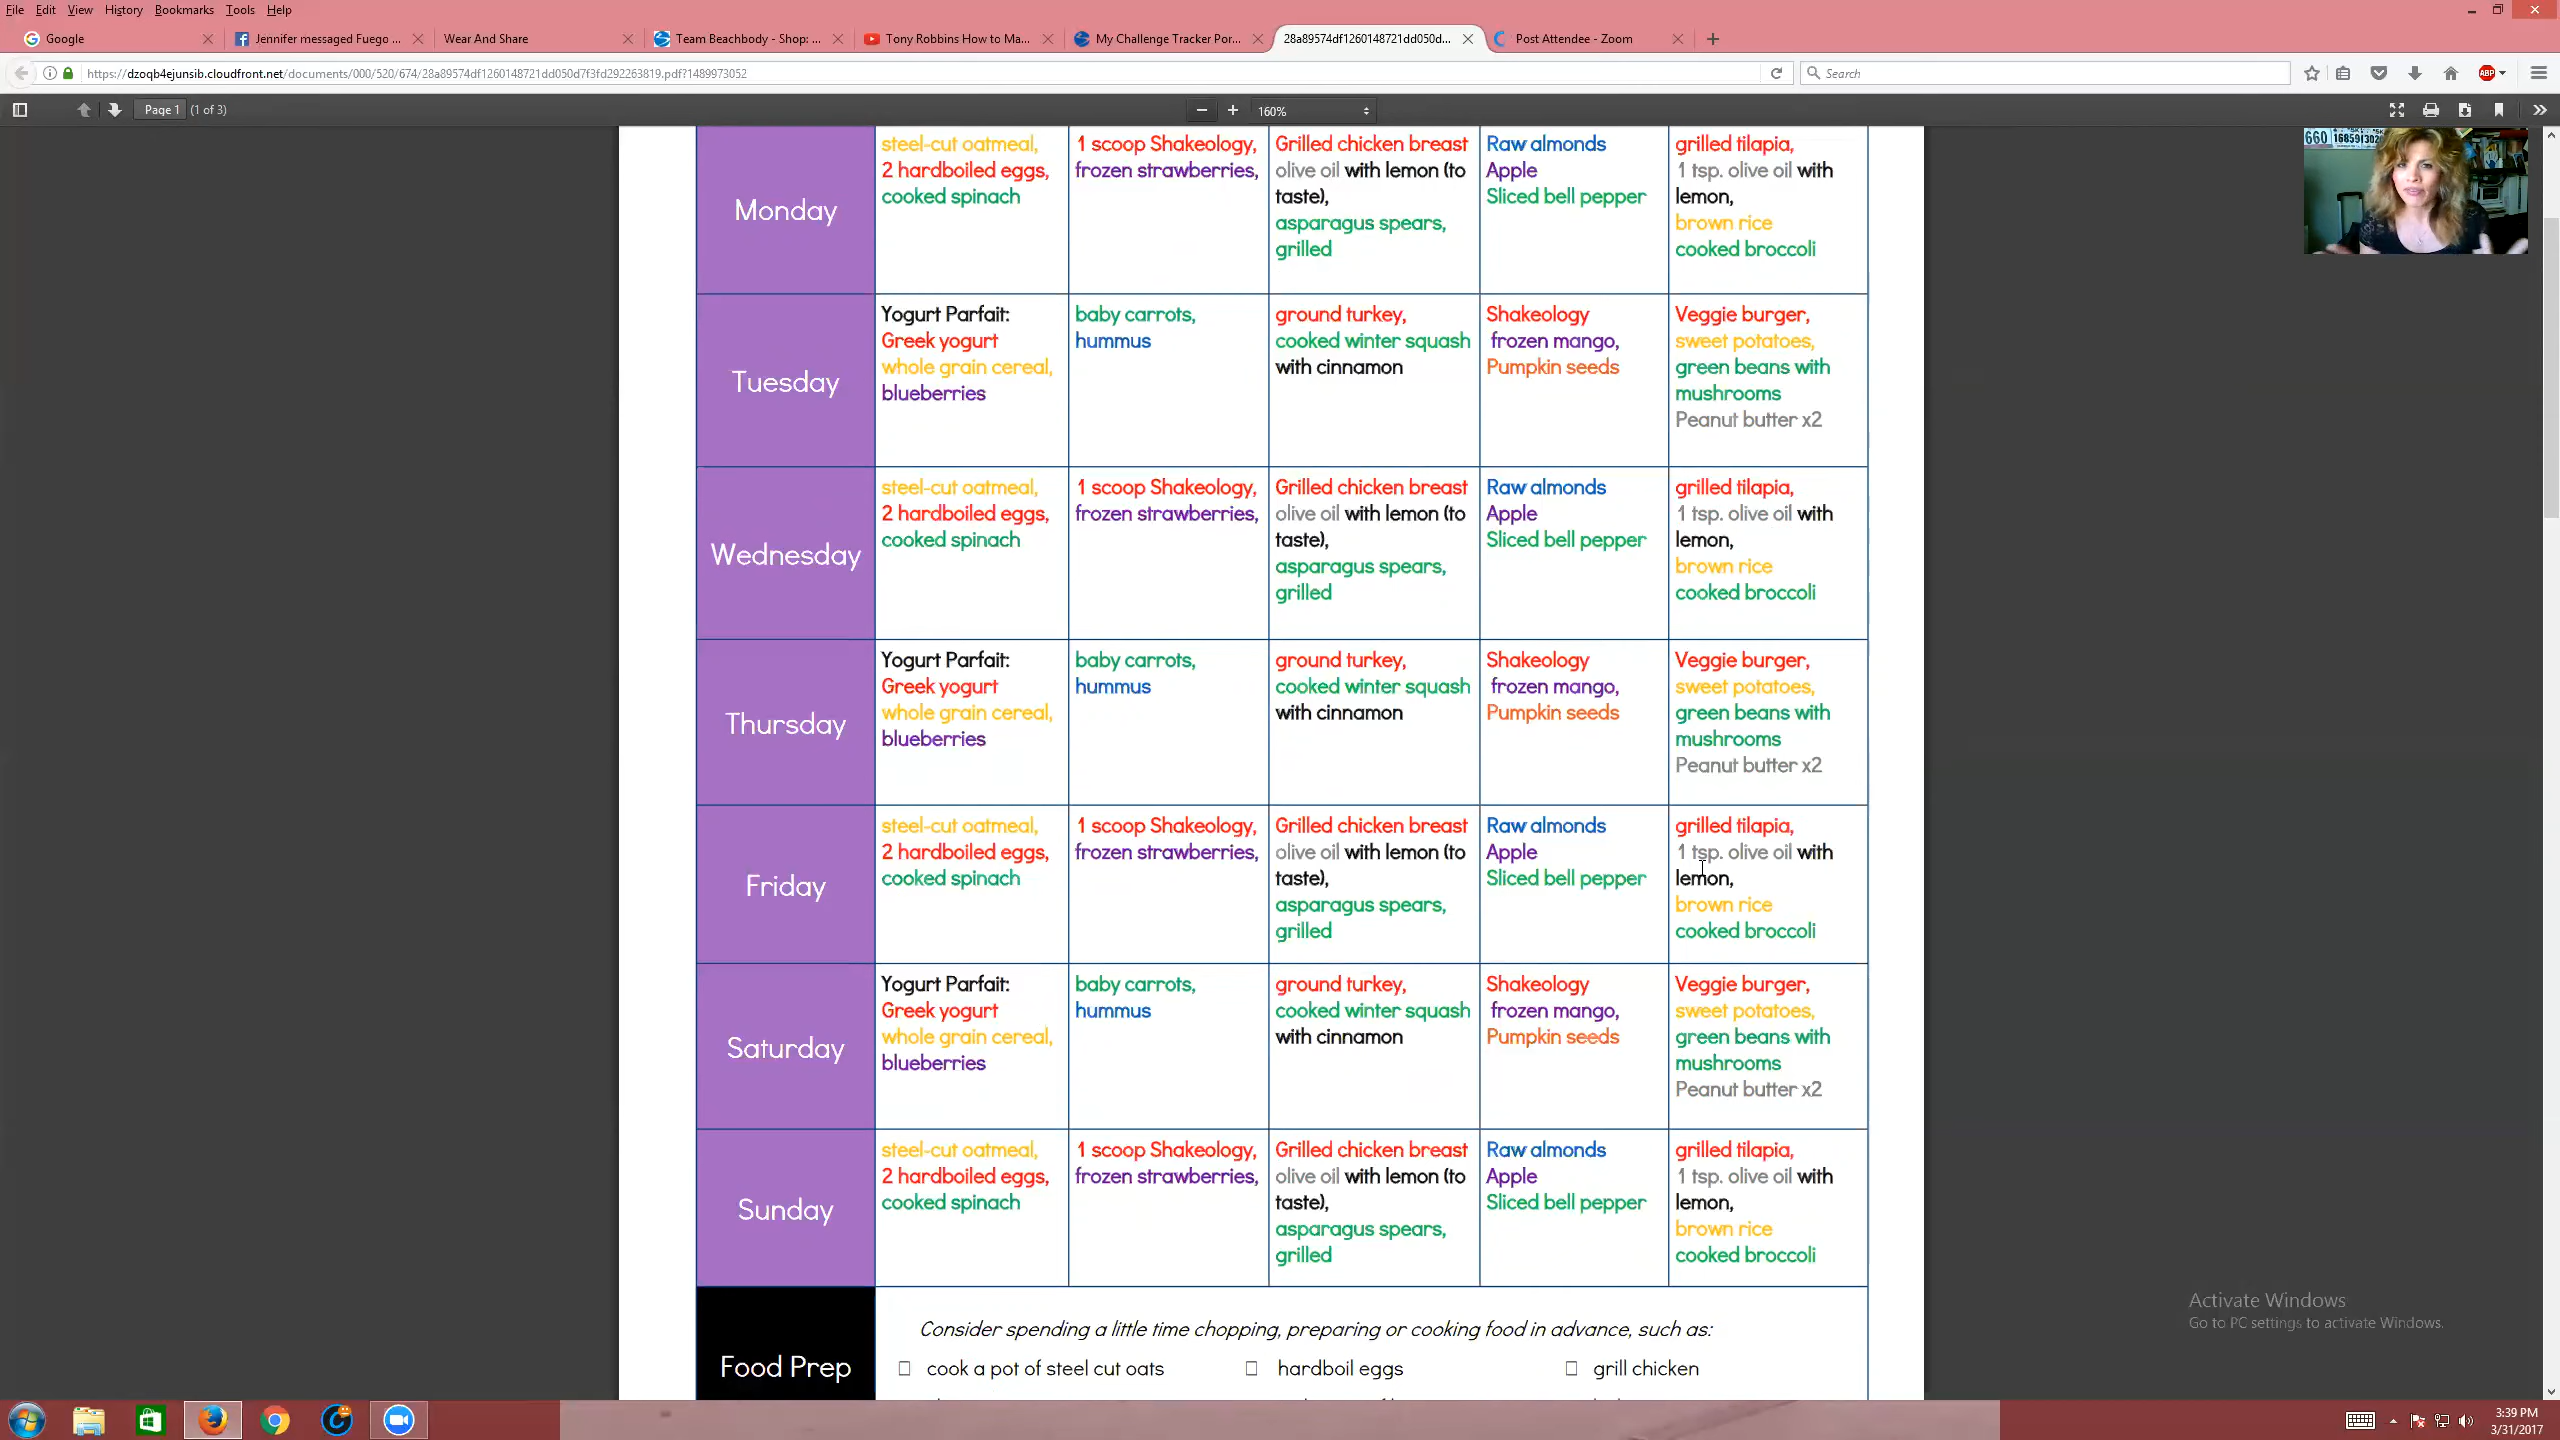 File Edit View History Bookmarks Tools Help
Google
Jennifer messaged Fuego ...
Wear And Share
Team Beachbody - Shop: ...
Tony Robbins How to Ma...
My Challenge Tracker Por...
28a89574df1260148721dd050d...
Post Attendee - Zoom
https://dzoqb4ejunsib.cloudfront.net/documents/000/520/674/28a89574df1260148721dd050d7f3fd292263819.pdf?1489973052
Search
ABP
Page 1 (1 of 3)
160%
Monday
steel-cut oatmeal,
2 hardboiled eggs,
cooked spinach
1 scoop Shakeology,
frozen strawberries,
Grilled chicken breast
olive oil with lemon (to
taste),
asparagus spears,
grilled
Raw almonds
Apple
Sliced bell pepper
grilled tilapia,
1 tsp. olive oil with
lemon,
brown rice
cooked broccoli
Tuesday
Yogurt Parfait:
Greek yogurt
whole grain cereal,
blueberries
baby carrots,
hummus
ground turkey,
cooked winter squash
with cinnamon
Shakeology
frozen mango,
Pumpkin seeds
Veggie burger,
sweet potatoes,
green beans with
mushrooms
Peanut butter x2
Wednesday
steel-cut oatmeal,
2 hardboiled eggs,
cooked spinach
1 scoop Shakeology,
frozen strawberries,
Grilled chicken breast
olive oil with lemon (to
taste),
asparagus spears,
grilled
Raw almonds
Apple
Sliced bell pepper
grilled tilapia,
1 tsp. olive oil with
lemon,
brown rice
cooked broccoli
Thursday
Yogurt Parfait:
Greek yogurt
whole grain cereal,
blueberries
baby carrots,
hummus
ground turkey,
cooked winter squash
with cinnamon
Shakeology
frozen mango,
Pumpkin seeds
Veggie burger,
sweet potatoes,
green beans with
mushrooms
Peanut butter x2
Friday
steel-cut oatmeal,
2 hardboiled eggs,
cooked spinach
1 scoop Shakeology,
frozen strawberries,
Grilled chicken breast
olive oil with lemon (to
taste),
asparagus spears,
grilled
Raw almonds
Apple
Sliced bell pepper
grilled tilapia,
1 tsp. olive oil with
lemon,
brown rice
cooked broccoli
Saturday
Yogurt Parfait:
Greek yogurt
whole grain cereal,
blueberries
baby carrots,
hummus
ground turkey,
cooked winter squash
with cinnamon
Shakeology
frozen mango,
Pumpkin seeds
Veggie burger,
sweet potatoes,
green beans with
mushrooms
Peanut butter x2
Sunday
steel-cut oatmeal,
2 hardboiled eggs,
cooked spinach
1 scoop Shakeology,
frozen strawberries,
Grilled chicken breast
olive oil with lemon (to
taste),
asparagus spears,
grilled
Raw almonds
Apple
Sliced bell pepper
grilled tilapia,
1 tsp. olive oil with
lemon,
brown rice
cooked broccoli
Food Prep
Consider spending a little time chopping, preparing or cooking food in advance, such as:
cook a pot of steel cut oats
hardboil eggs
grill chicken
Activate Windows
Go to PC settings to activate Windows.
3:39 PM
3/31/2017